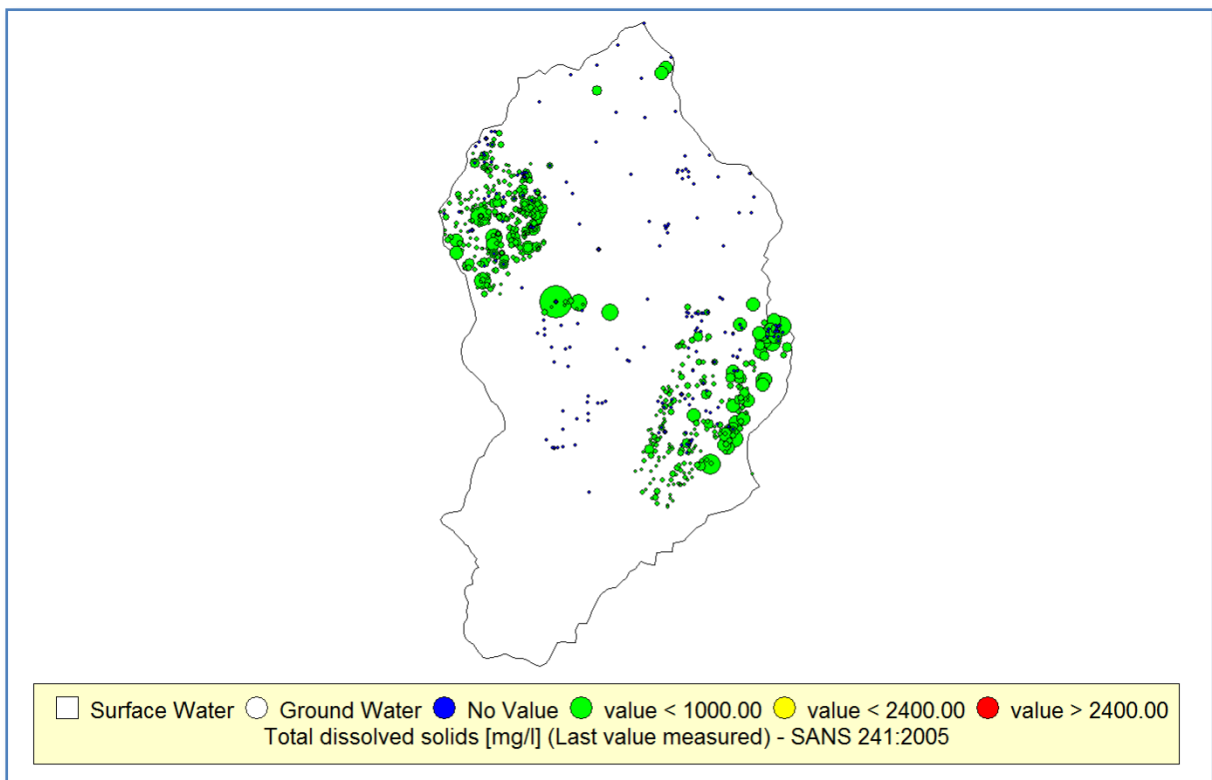 Surface Water Ground Water No Value value < 1000.00 value < 2400.00 value > 2400.00
Total dissolved solids [mg/l] (Last value measured) - SANS 241:2005